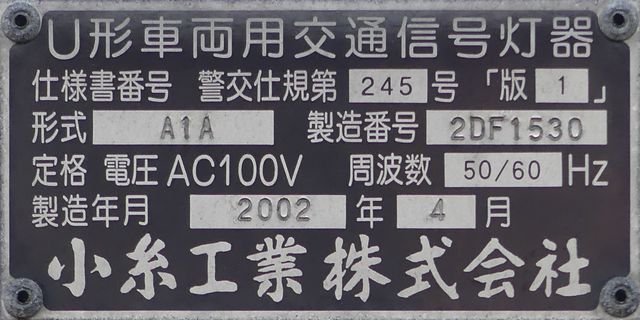 U形車両用交通信号灯器
仕様書番号 警交仕規第 245 号 「版 1 」
形式 A1A 製造番号 2DF1530
定格 電圧 AC100V 周波数 50/60 Hz
製造年月 2002 年 4 月
小糸工業株式会社